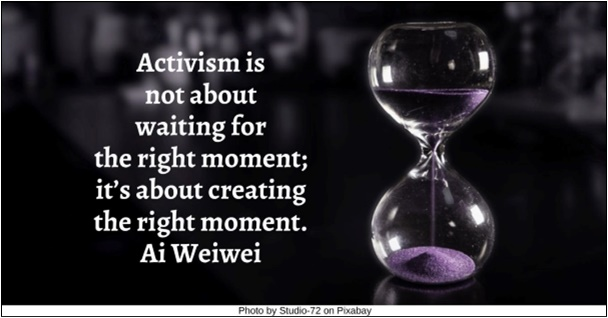 Activism is
not about
waiting for
the right moment;
it’s about creating
the right moment.
Ai Weiwei
Photo by Studio-72 on Pixabay